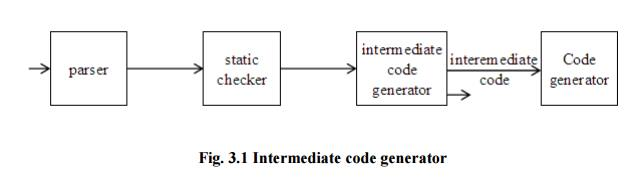 parser
static
checker
intermediate
code
generator
interemediate
code
Code
generator
Fig. 3.1 Intermediate code generator